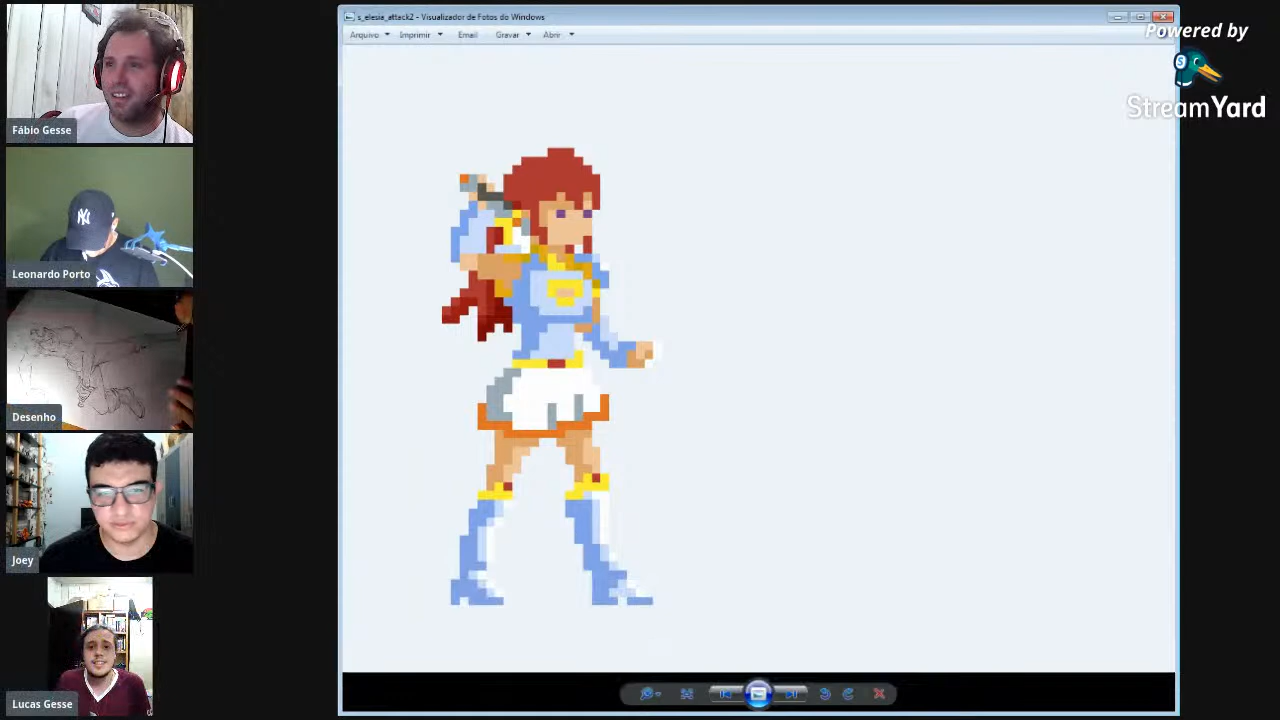 s_elesia_attack2 - Visualizador de Fotos do Windows
Arquivo Imprimir Email Gravar Abrir
Powered by
StreamYard
Fábio Gesse
Leonardo Porto
Desenho
Joey
Lucas Gesse
NY
S